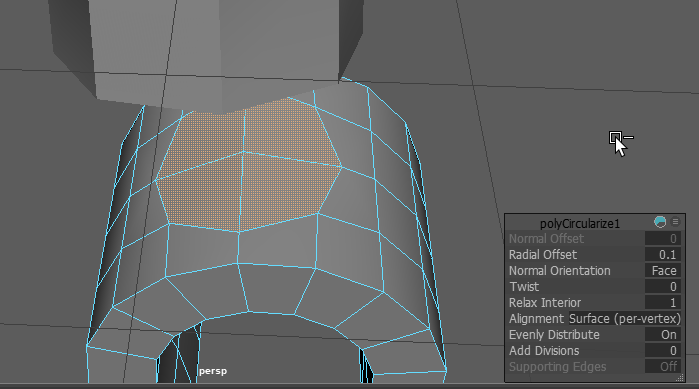 polyCircularize1
Normal Offset 0
Radial Offset 0.1
Normal Orientation Face
Twist 0
Relax Interior 1
Alignment Surface (per-vertex)
Evenly Distribute On
Add Divisions 0
Supporting Edges Off
persp